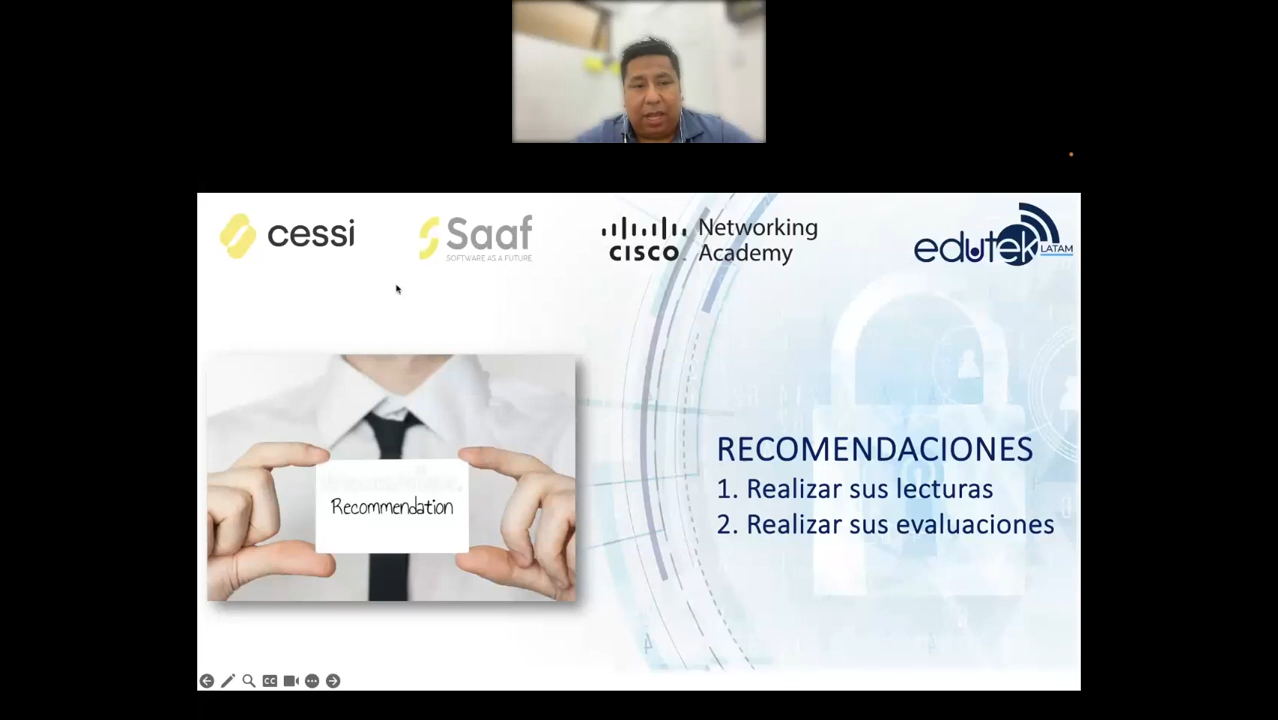 cessi
Saaf
SOFTWARE AS A FUTURE
CISCO
Networking
Academy
edutek
LATAM
Recommendation
RECOMENDACIONES
1. Realizar sus lecturas
2. Realizar sus evaluaciones
CC